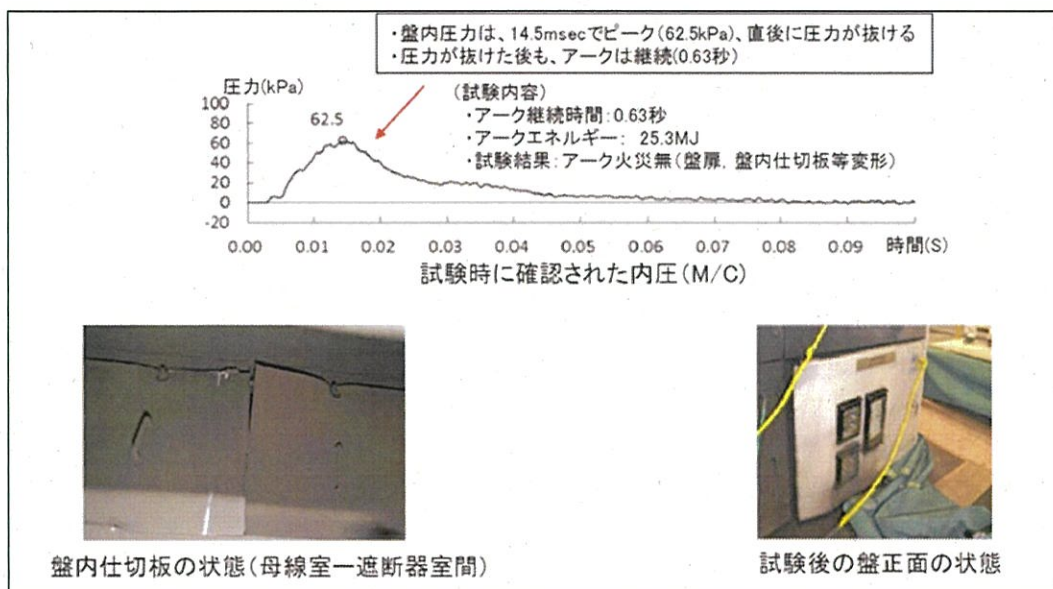 ・盤内圧力は、14.5msecでピーク(62.5kPa)、直後に圧力が抜ける
・圧力が抜けた後も、アークは継続(0.63秒)
圧力(kPa)
100
80
60
40
20
0
-20
62.5
(試験内容)
・アーク継続時間:0.63秒
・アークエネルギー: 25.3MJ
・試験結果:アーク火災無(盤扉、盤内仕切板等変形)
0.00 0.01 0.02 0.03 0.04 0.05 0.06 0.07 0.08 0.09 時間(S)
試験時に確認された内圧(M/C)
盤内仕切板の状態(母線室ー遮断器室間)
試験後の盤正面の状態